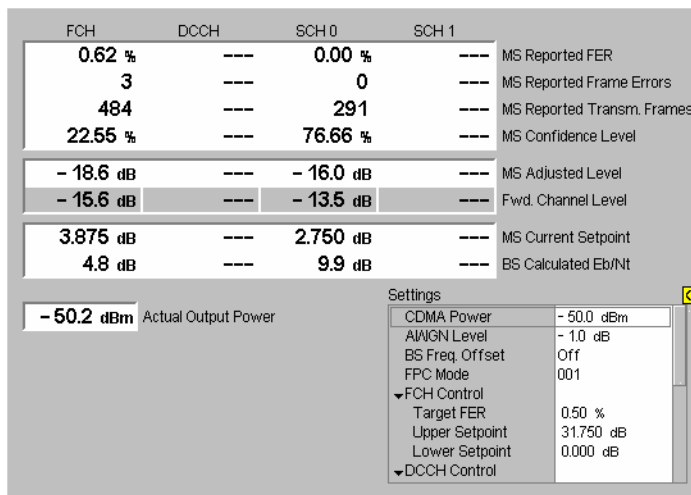 FCH DCCH SCH 0 SCH 1
0.62 % --- 0.00 % --- MS Reported FER
3 --- 0 --- MS Reported Frame Errors
484 --- 291 --- MS Reported Transm. Frames
22.55 % --- 76.66 % --- MS Confidence Level
- 18.6 dB --- - 16.0 dB --- MS Adjusted Level
- 15.6 dB --- - 13.5 dB --- Fwd. Channel Level
3.875 dB --- 2.750 dB --- MS Current Setpoint
4.8 dB --- 9.9 dB --- BS Calculated Eb/Nt
- 50.2 dBm Actual Output Power
Settings
CDMA Power - 50.0 dBm
AWGN Level - 1.0 dB
BS Freq. Offset Off
FPC Mode 001
FCH Control
Target FER 0.50 %
Upper Setpoint 31.750 dB
Lower Setpoint 0.000 dB
DCCH Control